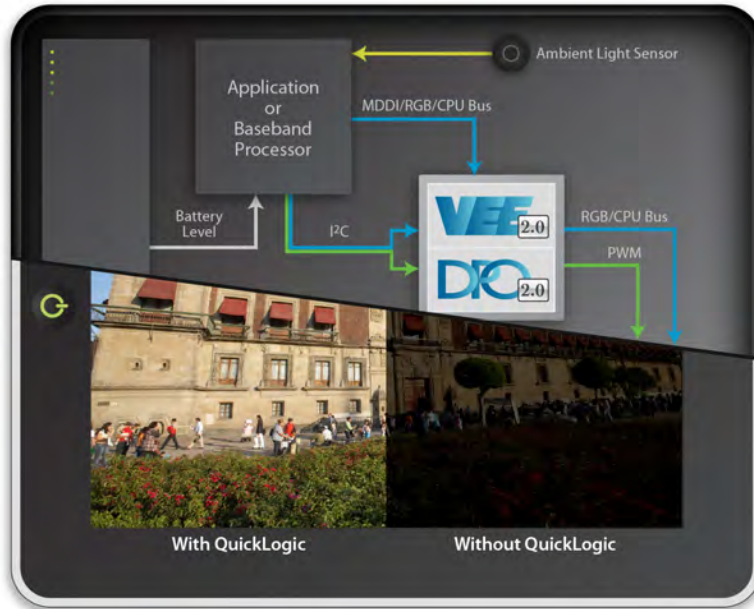 Ambient Light Sensor
Application
or
Baseband
Processor
MDDI/RGB/CPU Bus
Battery
Level
I²C
VEE
2.0
RGB/CPU Bus
DPO
2.0
PWM
With QuickLogic
Without QuickLogic